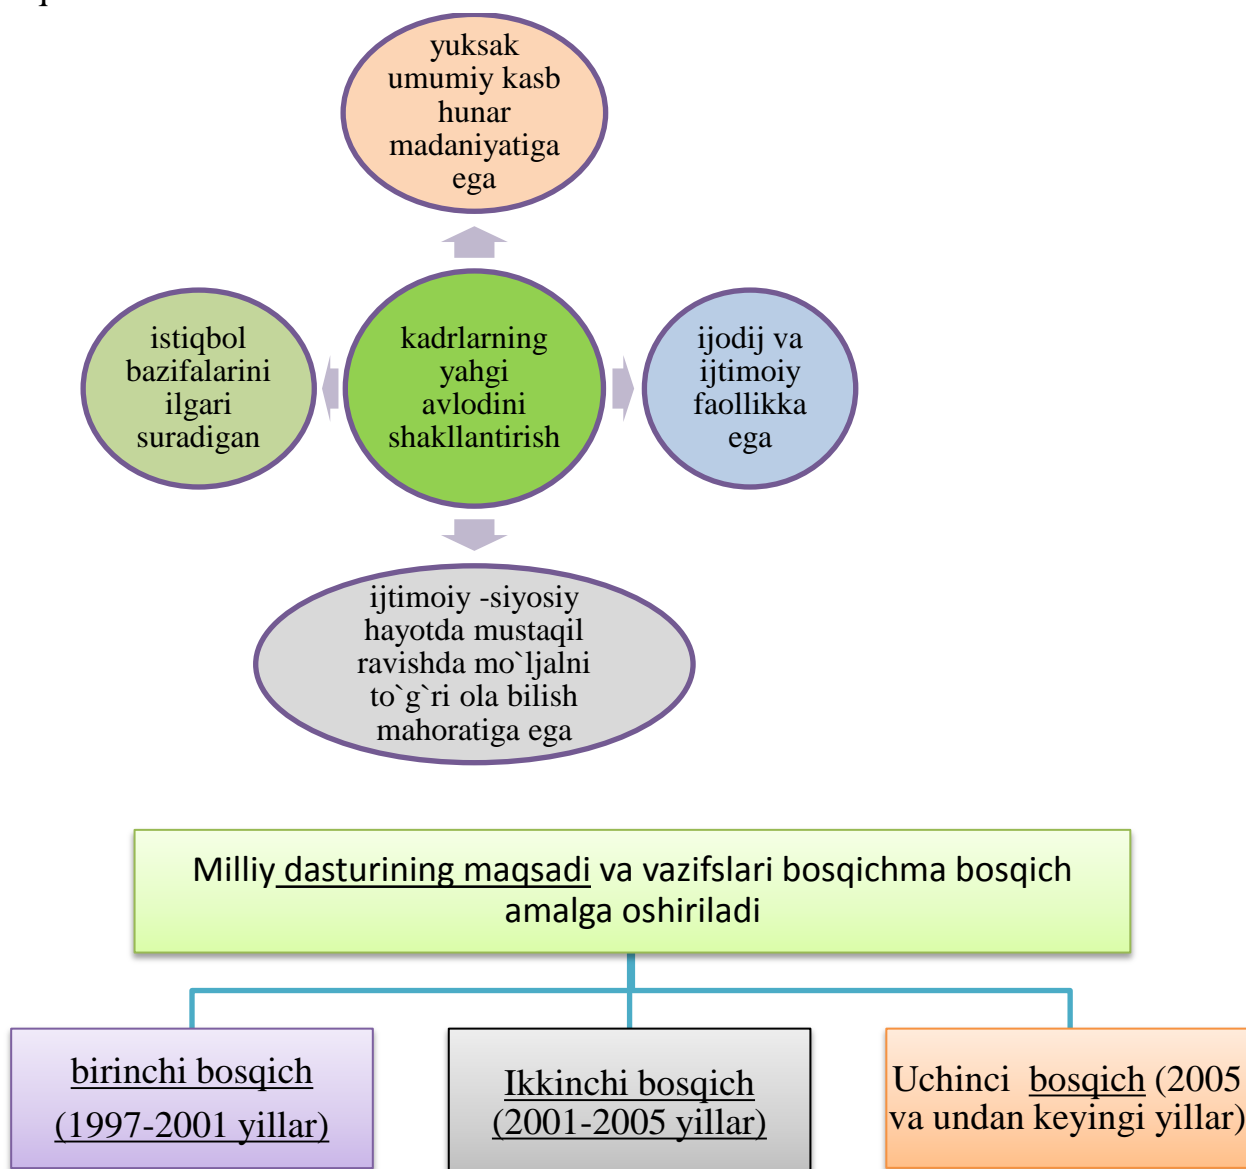 yuksak
umumiy kasb
hunar
madaniyatiga
ega
istiqbol
bazifalarini
ilgari
suradigan
kadrlarning
yahgi
avlodini
shakllantirish
ijodij va
ijtimoiy
faollikka
ega
ijtimoiy -siyosiy
hayotda mustaqil
ravishda mo`ljalni
to`g`ri ola bilish
mahoratiga ega
Milliy dasturining maqsadi va vazifslari bosqichma bosqich
amalga oshiriladi
birinchi bosqich
(1997-2001 yillar)
Ikkinchi bosqich
(2001-2005 yillar)
Uchinci bosqich (2005
va undan keyingi yillar)